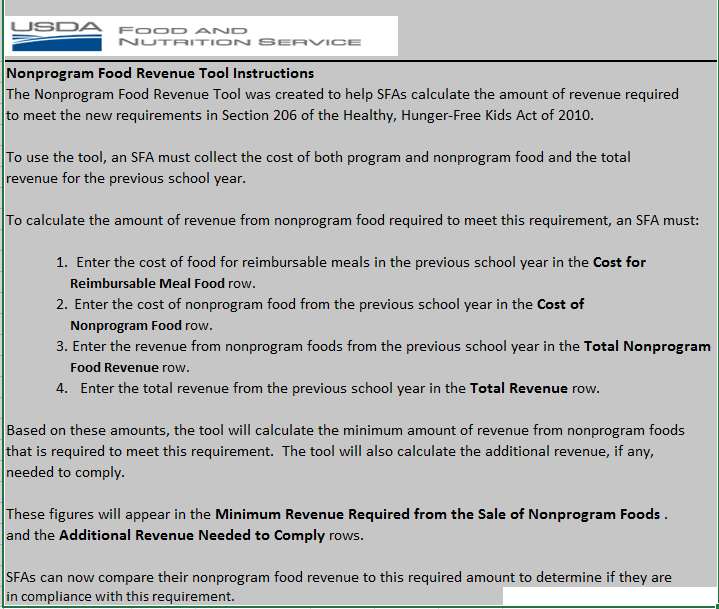 USDA
FOOD AND
NUTRITION SERVICE
Nonprogram Food Revenue Tool Instructions
The Nonprogram Food Revenue Tool was created to help SFAs calculate the amount of revenue required
to meet the new requirements in Section 206 of the Healthy, Hunger-Free Kids Act of 2010.
To use the tool, an SFA must collect the cost of both program and nonprogram food and the total
revenue for the previous school year.
To calculate the amount of revenue from nonprogram food required to meet this requirement, an SFA must:
1. Enter the cost of food for reimbursable meals in the previous school year in the Cost for
Reimbursable Meal Food row.
2. Enter the cost of nonprogram food from the previous school year in the Cost of
Nonprogram Food row.
3. Enter the revenue from nonprogram foods from the previous school year in the Total Nonprogram
Food Revenue row.
4. Enter the total revenue from the previous school year in the Total Revenue row.
Based on these amounts, the tool will calculate the minimum amount of revenue from nonprogram foods
that is required to meet this requirement. The tool will also calculate the additional revenue, if any,
needed to comply.
These figures will appear in the Minimum Revenue Required from the Sale of Nonprogram Foods .
and the Additional Revenue Needed to Comply rows.
SFAs can now compare their nonprogram food revenue to this required amount to determine if they are
in compliance with this requirement.